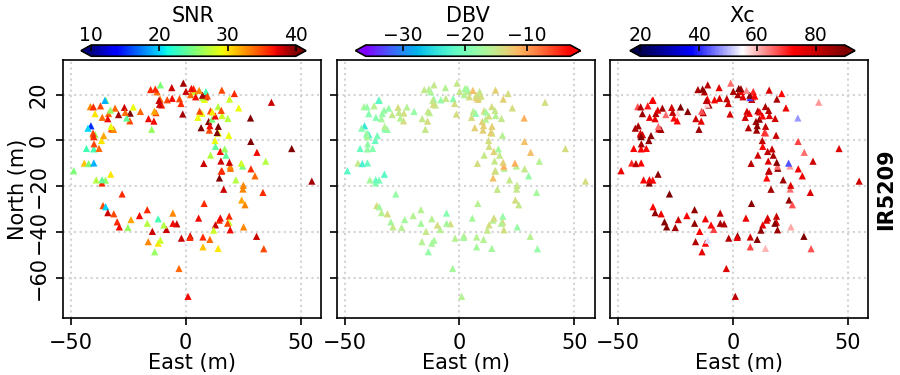 SNR DBV Xc
10 20 30 40 −30 −20 −10 20 40 60 80
20
0
−20
−40
−60
North (m)
IR5209
−50 0 50 −50 0 50 −50 0 50
East (m) East (m) East (m)